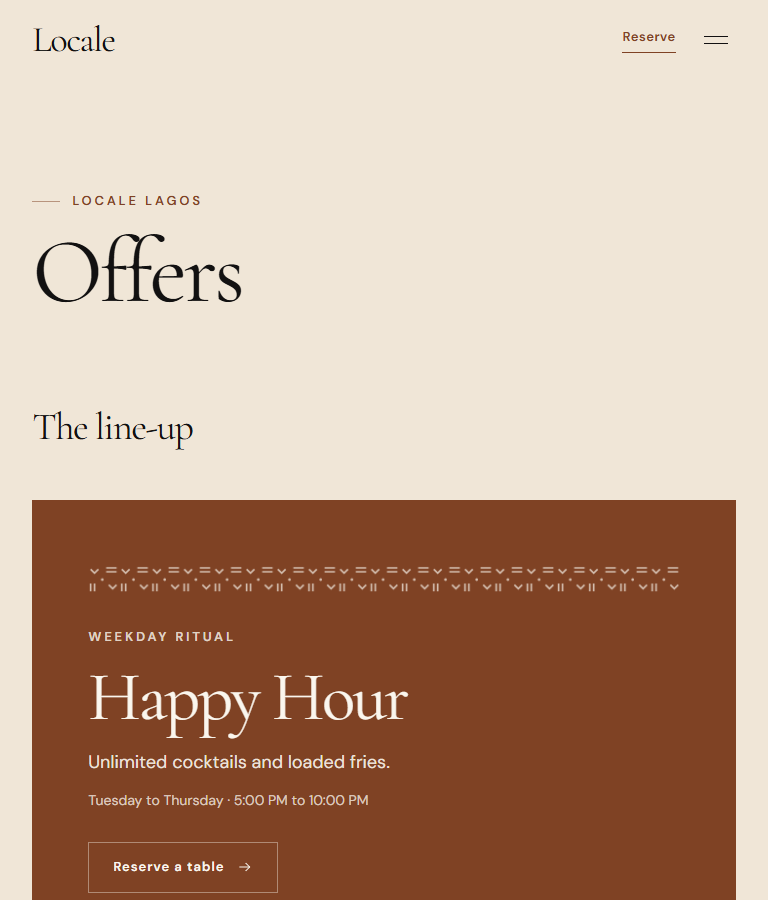 Locale
Reserve
LOCALE LAGOS
Offers
The line-up
WEEKDAY RITUAL
Happy Hour
Unlimited cocktails and loaded fries.
Tuesday to Thursday · 5:00 PM to 10:00 PM
Reserve a table →